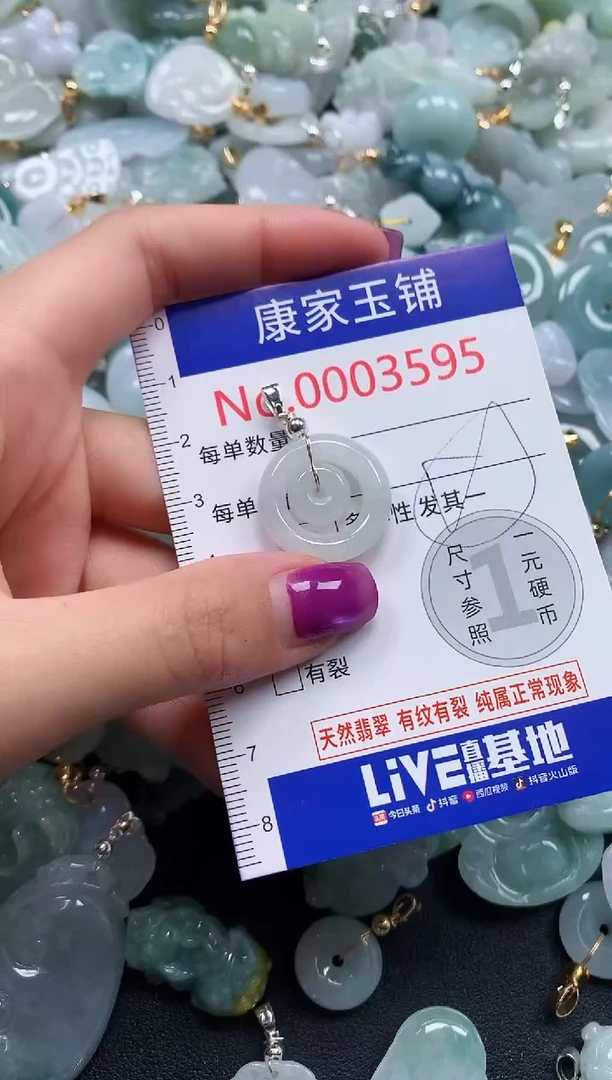 康家玉铺
No.0003595
每单数量
每单 多 性 发其一
尺寸参照
1
一元硬币
有裂
天然翡翠 有纹有裂 纯属正常现象
LiVE直播基地
今日头条 抖音 西瓜视频 抖音火山版
0
1
2
3
6
7
8